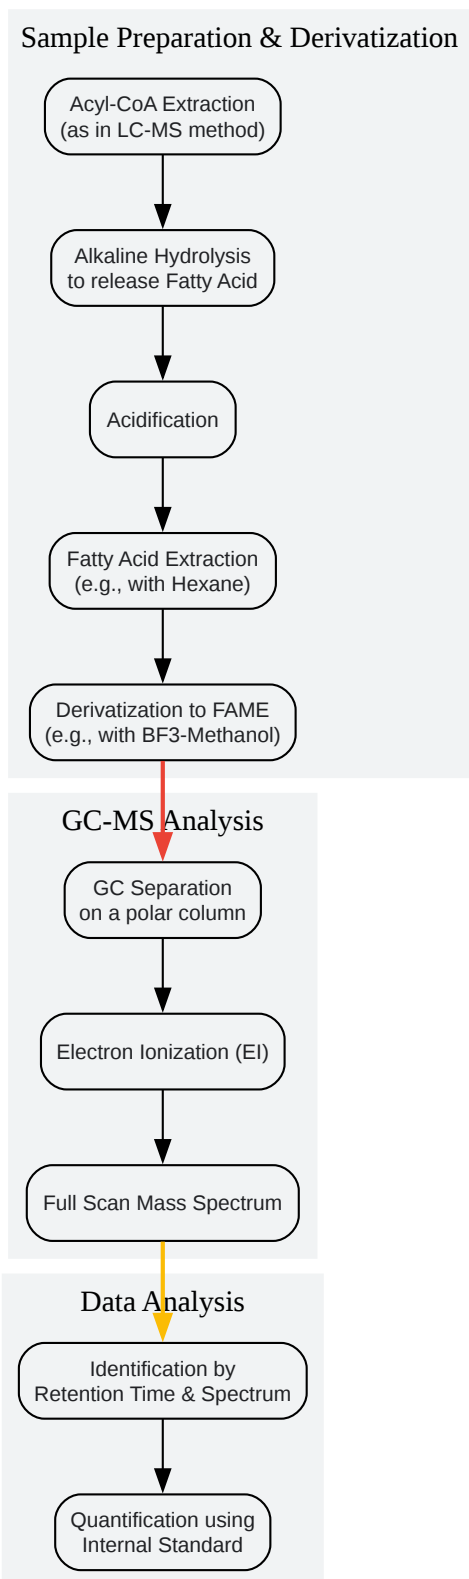 Sample Preparation & Derivatization
Acyl-CoA Extraction
(as in LC-MS method)
Alkaline Hydrolysis
to release Fatty Acid
Acidification
Fatty Acid Extraction
(e.g., with Hexane)
Derivatization to FAME
(e.g., with BF3-Methanol)
GC-MS Analysis
GC Separation
on a polar column
Electron Ionization (EI)
Full Scan Mass Spectrum
Data Analysis
Identification by
Retention Time & Spectrum
Quantification using
Internal Standard